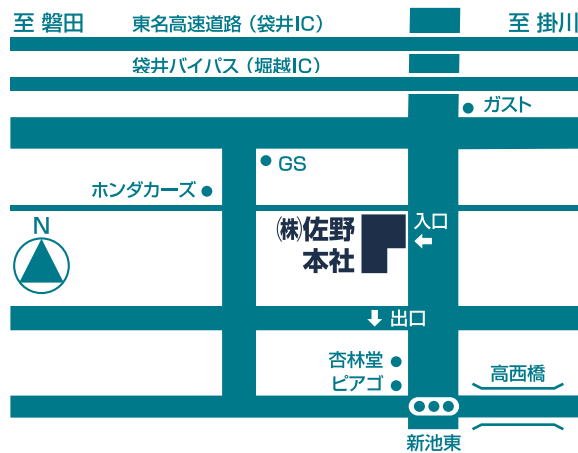 至 磐田
東名高速道路（袋井IC）
至 掛川
袋井バイパス（堀越IC）
ガスト
GS
ホンダカーズ
N
㈱佐野
本社
入口
出口
杏林堂
ピアゴ
高西橋
新池東